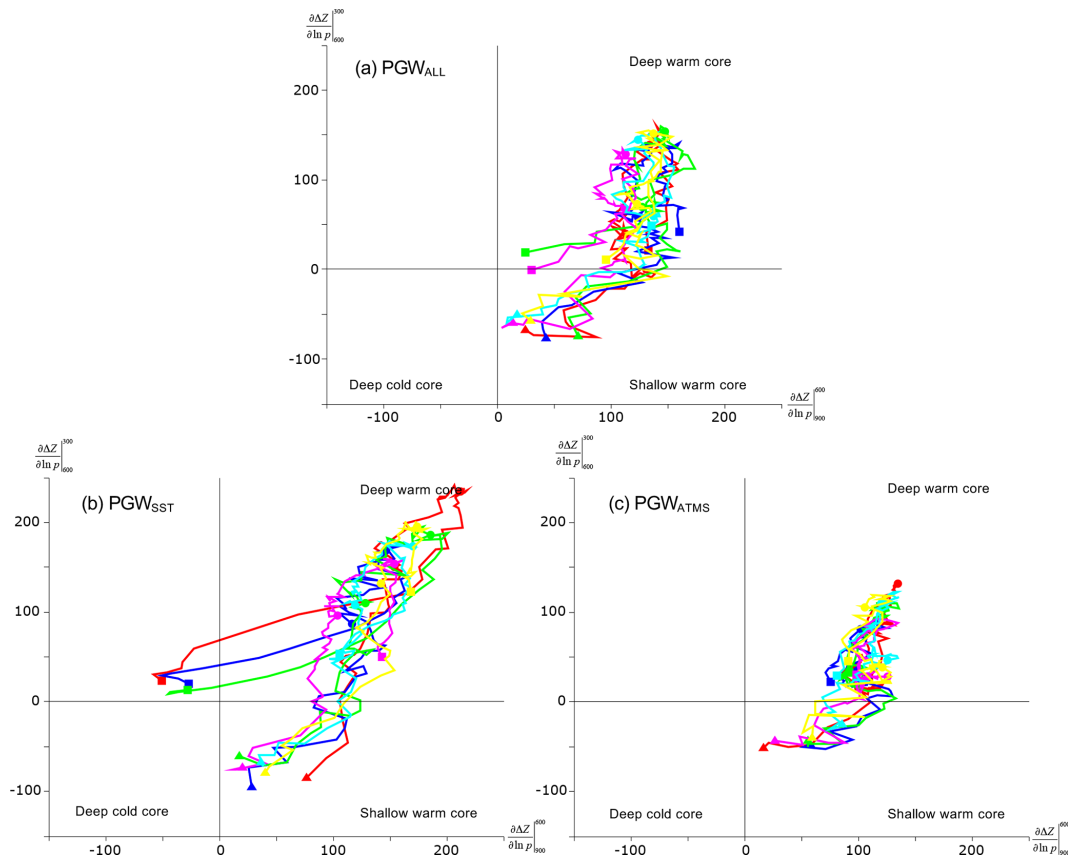 ∂ΔZ
∂ln p |300 600
(a) PGWALL
Deep warm core
200
100
0
-100
Deep cold core
Shallow warm core
-100
0
100
200
∂ΔZ
∂ln p |600 900
∂ΔZ
∂ln p |300 600
(b) PGWSST
Deep warm core
200
100
0
-100
Deep cold core
Shallow warm core
-100
0
100
200
∂ΔZ
∂ln p |600 900
∂ΔZ
∂ln p |300 600
(c) PGWATMS
Deep warm core
200
100
0
-100
Deep cold core
Shallow warm core
-100
0
100
200
∂ΔZ
∂ln p |600 900